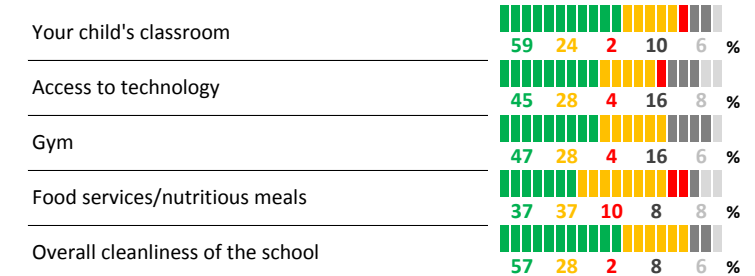 Your child's classroom
59 24 2 10 6 %
Access to technology
45 28 4 16 8 %
Gym
47 28 4 16 6 %
Food services/nutritious meals
37 37 10 8 8 %
Overall cleanliness of the school
57 28 2 8 6 %